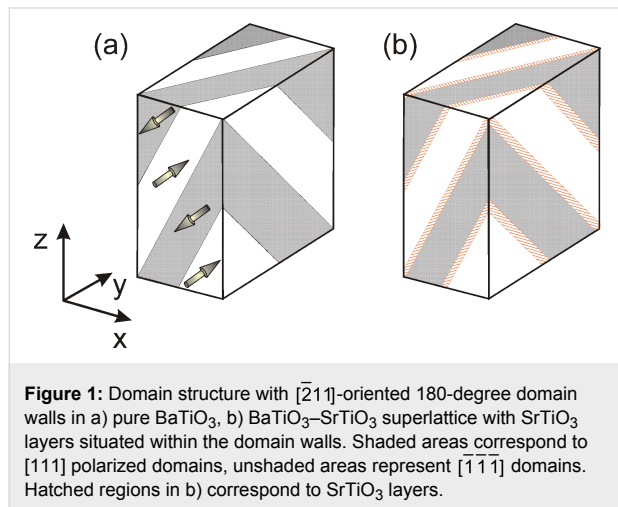 (a)
(b)
z
y
x
Figure 1: Domain structure with [2̅11]-oriented 180-degree domain
walls in a) pure BaTiO₃, b) BaTiO₃–SrTiO₃ superlattice with SrTiO₃
layers situated within the domain walls. Shaded areas correspond to
[111] polarized domains, unshaded areas represent [1̅1̅1̅] domains.
Hatched regions in b) correspond to SrTiO₃ layers.